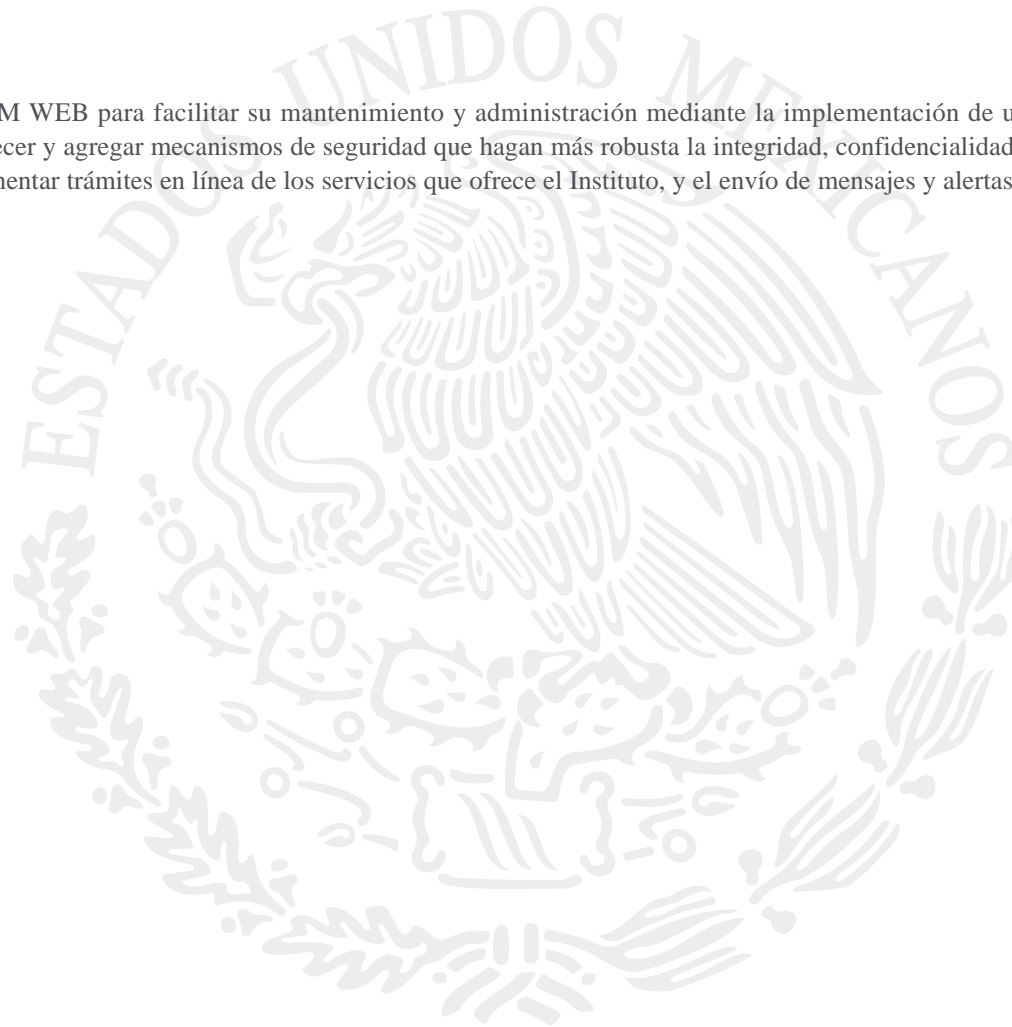 M WEB para facilitar su mantenimiento y administración mediante la implementación de u
ecer y agregar mecanismos de seguridad que hagan más robusta la integridad, confidencialidad
mentar trámites en línea de los servicios que ofrece el Instituto, y el envío de mensajes y alertas
ESTADOS UNIDOS MEXICANOS